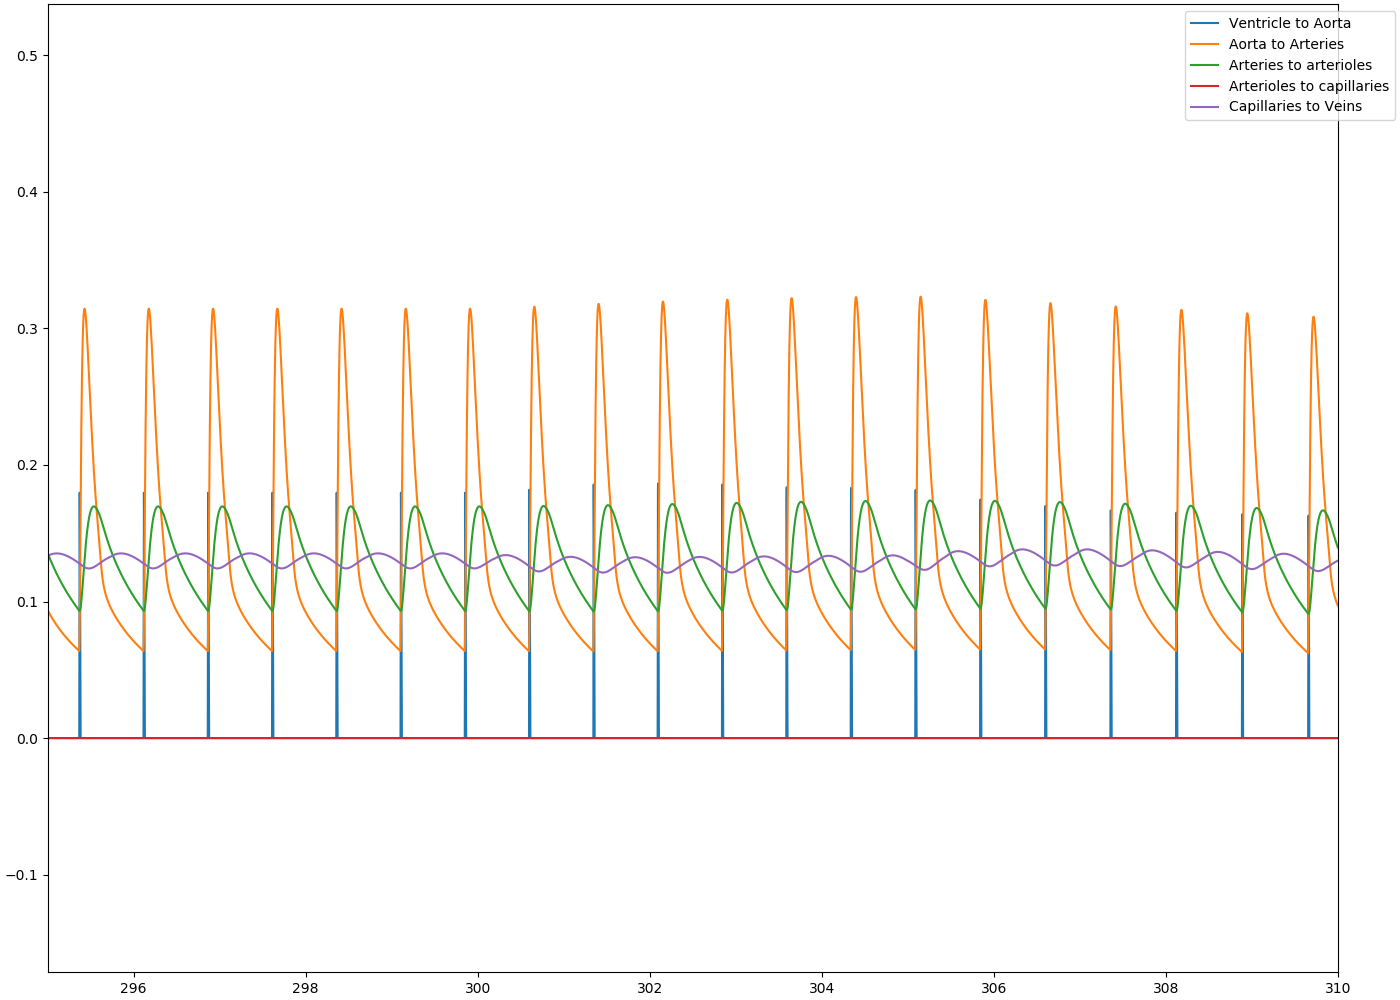 Ventricle to Aorta
Aorta to Arteries
Arteries to arterioles
Arterioles to capillaries
Capillaries to Veins
0.5
0.4
0.3
0.2
0.1
0.0
−0.1
296 298 300 302 304 306 308 310